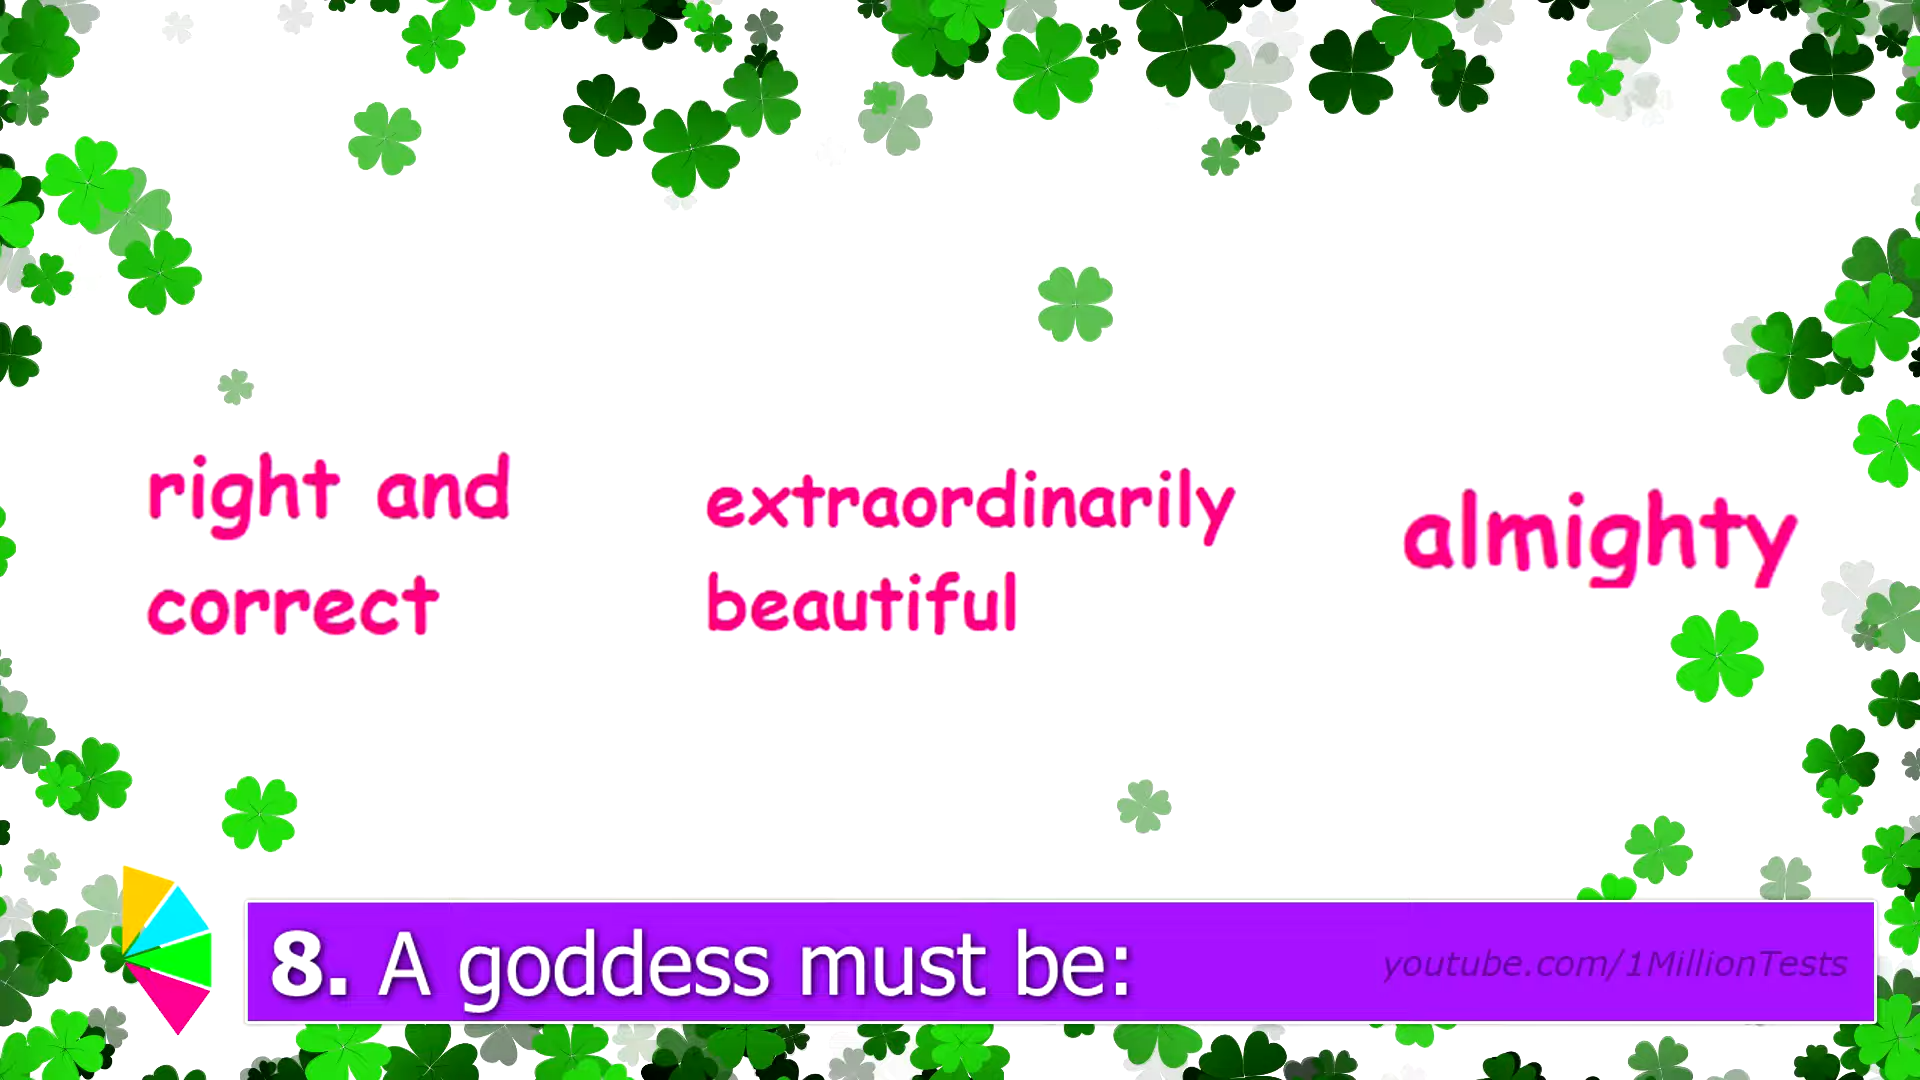 right and
correct
extraordinarily
beautiful
almighty
8. A goddess must be:
youtube.com/1MillionTests